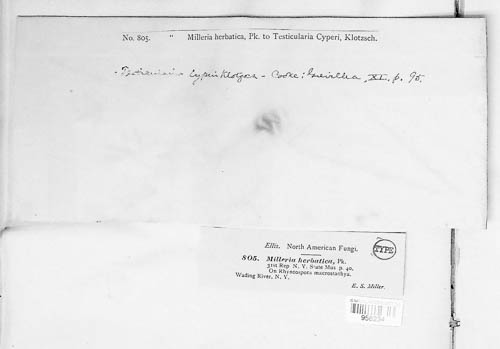 No. 805. " Milleria herbatica, Pk. to Testicularia Cyperi, Klotzsch.
Testicularia Cyperi Klotzsch – Cooke; Grevillea, XI. p. 95.
Ellis. North American Fungi.
TYPE
805. Milleria herbatica, Pk.
31st Rep N. Y. State Mus p. 40,
On Rhyncospora macrostachya.
Wading River, N. Y.
E. S. Miller.